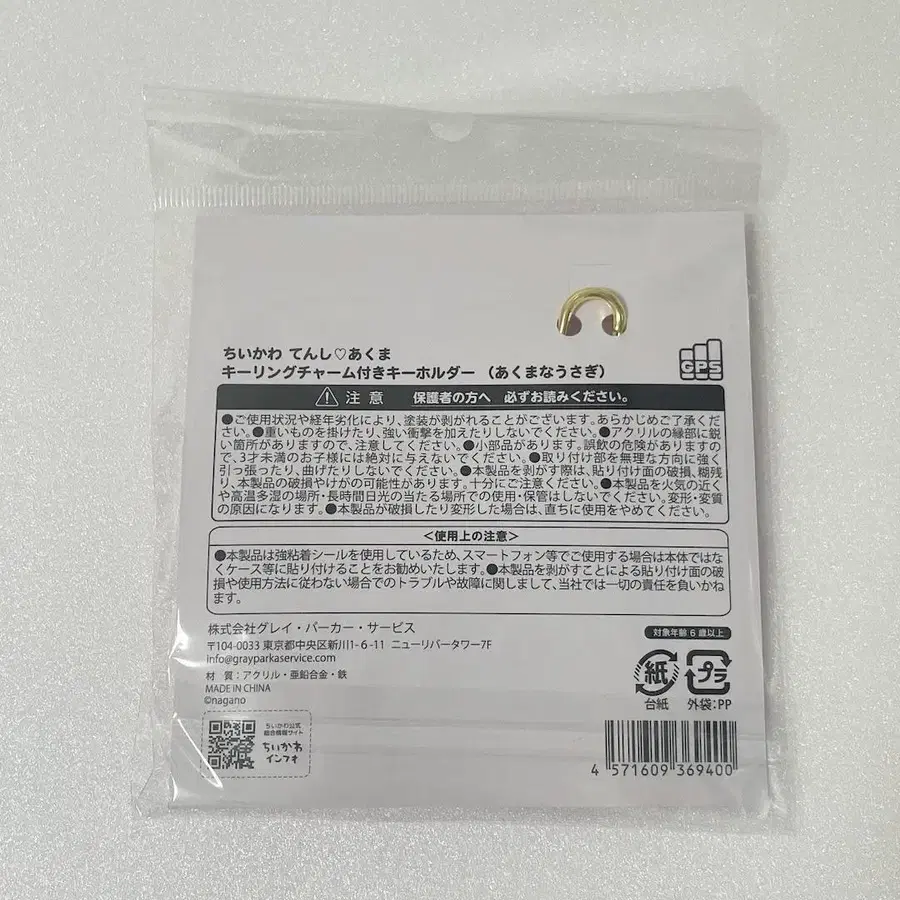 ちいかわ てんし♡あくま
キーリングチャーム付きキーホルダー（あくまなうさぎ）
GPS
注意 保護者の方へ 必ずお読みください。
●ご使用状況や経年劣化により、塗装が剥がれることがございます。あらかじめご了承くだ
さい。●重いものを掛けたり、強い衝撃を加えたりしないでください。●アクリルの縁部に鋭
い箇所がありますので、注意してください。●小部品があります。誤飲の危険がありますの
で、3才未満のお子様には絶対に与えないでください。●取り付け部を無理な方向に強く
引っ張ったり、曲げたりしないでください。●本製品を剥がす際は、貼り付け面の破損、糊残
り、本製品の破損やけがの可能性があります。十分にご注意ください。●本製品を火気の近く
や高温多湿の場所・長時間日光の当たる場所での使用・保管はしないでください。変形・変質
の原因になります。●本製品が破損したり変形した場合は、直ちに使用をやめてください。
＜使用上の注意＞
●本製品は強粘着シールを使用しているため、スマートフォン等でご使用する場合は本体ではな
くケース等に貼り付けることをお勧めいたします。●本製品を剥がすことによる貼り付け面の破
損や使用方法に従わない場合でのトラブルや故障に関しまして、当社では一切の責任を負いかね
ます。
株式会社グレイ・パーカー・サービス
〒104-0033 東京都中央区新川1-6-11 ニューリバータワー7F
info@grayparkaservice.com
材 質：アクリル・亜鉛合金・鉄
MADE IN CHINA
©nagano
対象年齢6歳以上
紙
台紙
プラ
外袋：PP
ちいかわ公式
総合情報サイト
ちいかわ
インフォ
4 571609 369400